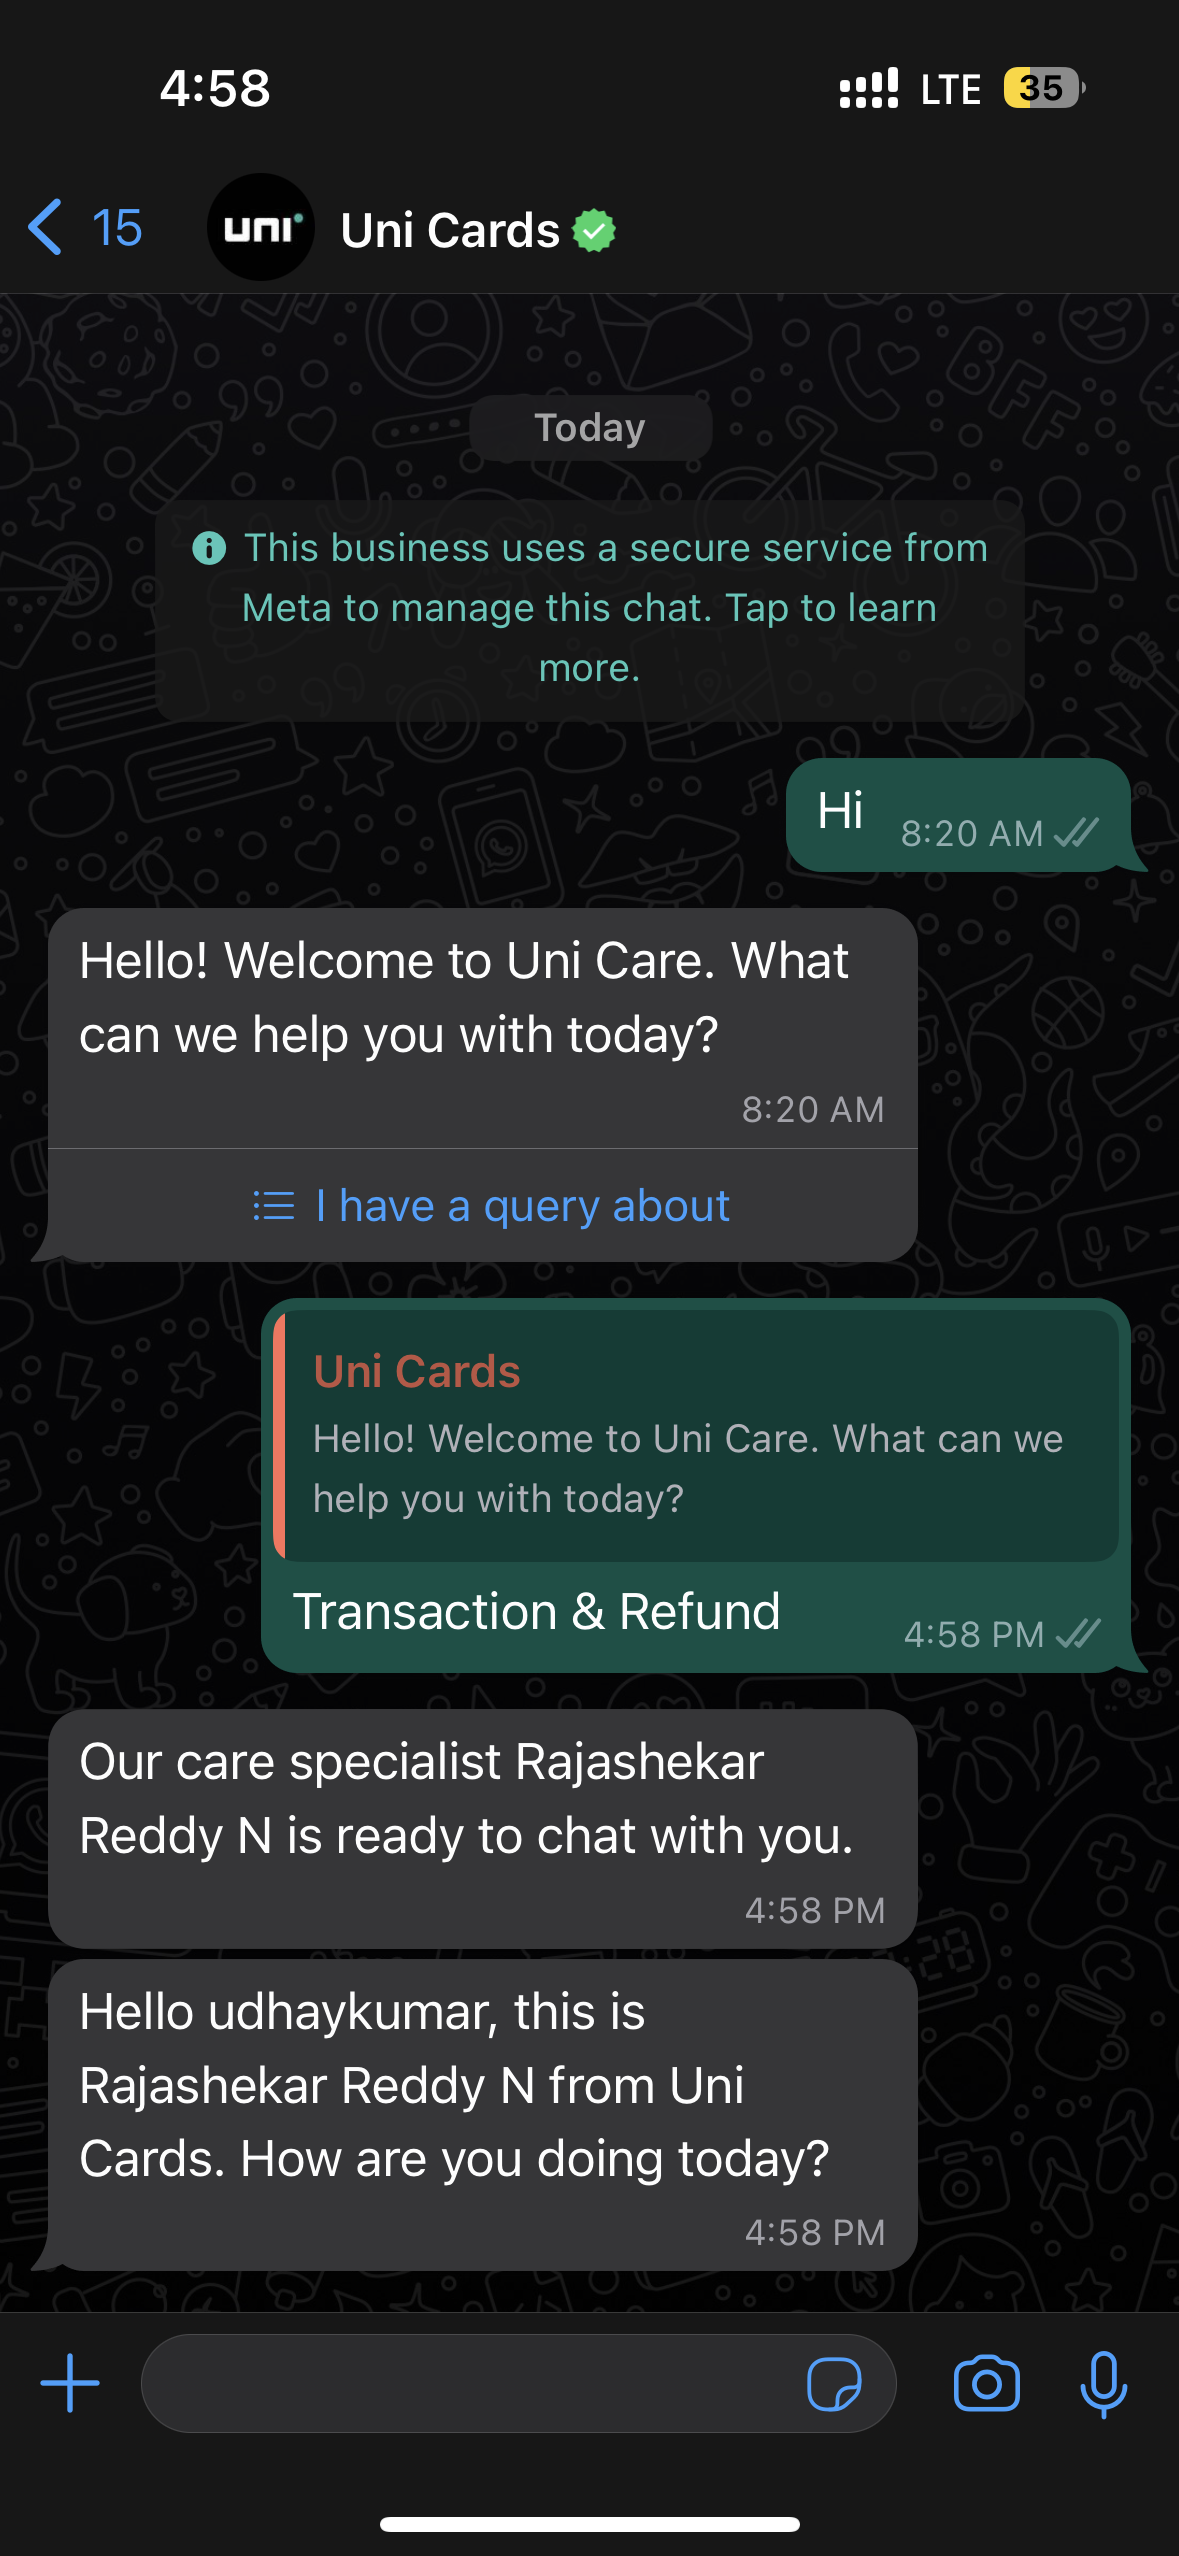 4:58
LTE
35
15
uni
Uni Cards
Today
This business uses a secure service from
Meta to manage this chat. Tap to learn
more.
Hi
8:20 AM
Hello! Welcome to Uni Care. What
can we help you with today?
8:20 AM
I have a query about
Uni Cards
Hello! Welcome to Uni Care. What can we
help you with today?
Transaction & Refund
4:58 PM
Our care specialist Rajashekar
Reddy N is ready to chat with you.
4:58 PM
Hello udhaykumar, this is
Rajashekar Reddy N from Uni
Cards. How are you doing today?
4:58 PM